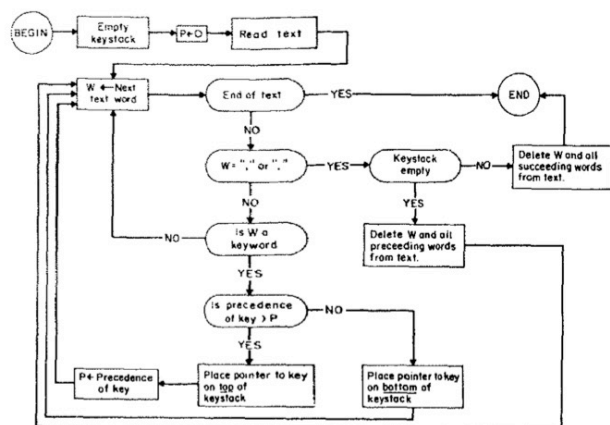 BEGIN
Empty
keystack
P←O
Read text
W ←Next
text word
End of text
YES
END
NO
W = "," or "."
YES
Keystack
empty
NO
Delete W and all
succeeding words
from text.
NO
YES
NO
Is W a
keyword
Delete W and all
preceeding words
from text.
YES
Is precedence
of key > P
NO
YES
P← Precedence
of key
Place pointer to key
on top of
keystack
Place pointer to key
on bottom of
keystack